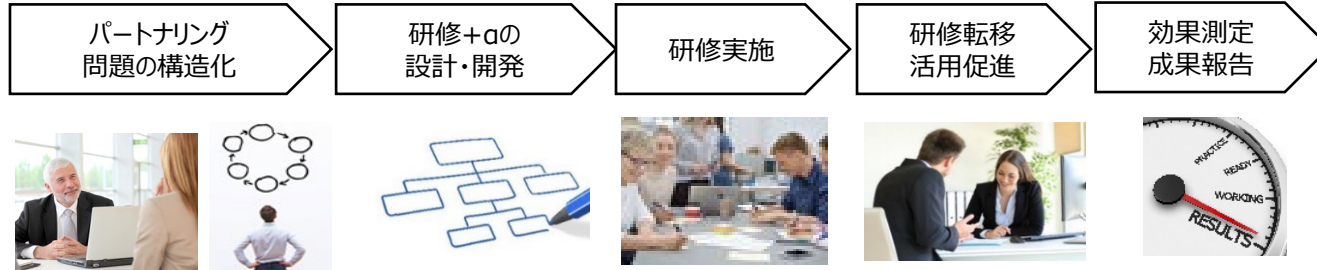 パートナリング
問題の構造化
研修+αの
設計・開発
研修実施
研修転移
活用促進
効果測定
成果報告
PRACTICE
READY
WORKING
RESULTS